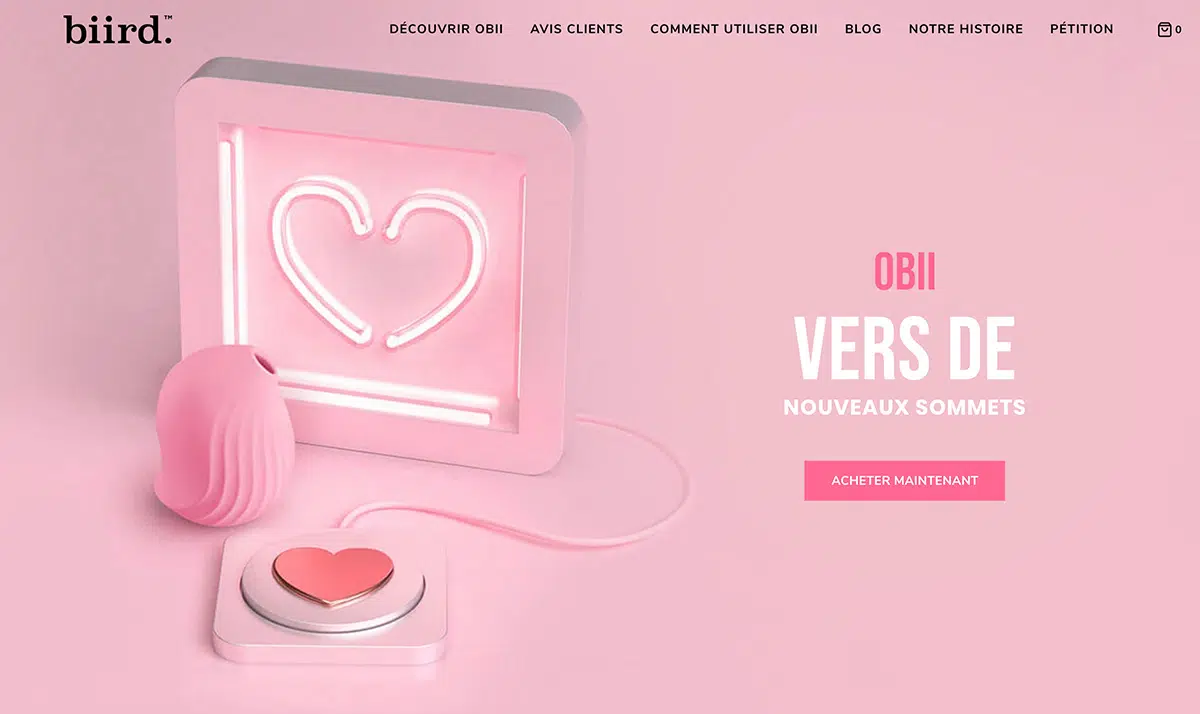 biird.™
DÉCOUVRIR OBII AVIS CLIENTS COMMENT UTILISER OBII BLOG NOTRE HISTOIRE PÉTITION 0
OBII
VERS DE
NOUVEAUX SOMMETS
ACHETER MAINTENANT